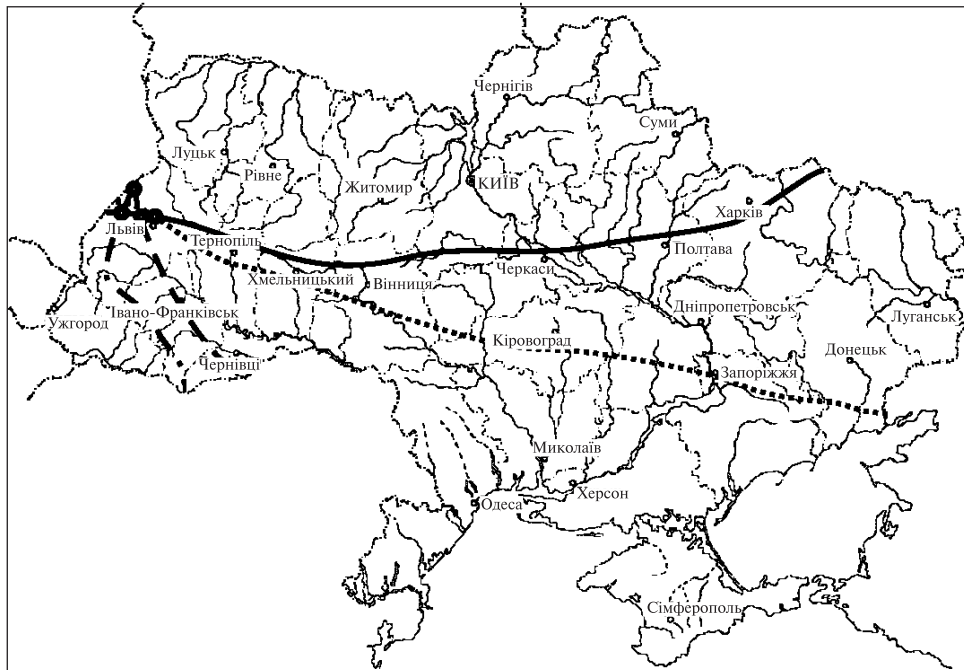 Чернігів
Суми
Луцьк
Рівне
Житомир
КИЇВ
Харків
Львів
Тернопіль
Полтава
Черкаси
Хмельницький
Вінниця
Дніпропетровськ
Івано-Франківськ
Луганськ
Ужгород
Кіровоград
Донецьк
Чернівці
Запоріжжя
Миколаїв
Херсон
Одеса
Сімферополь